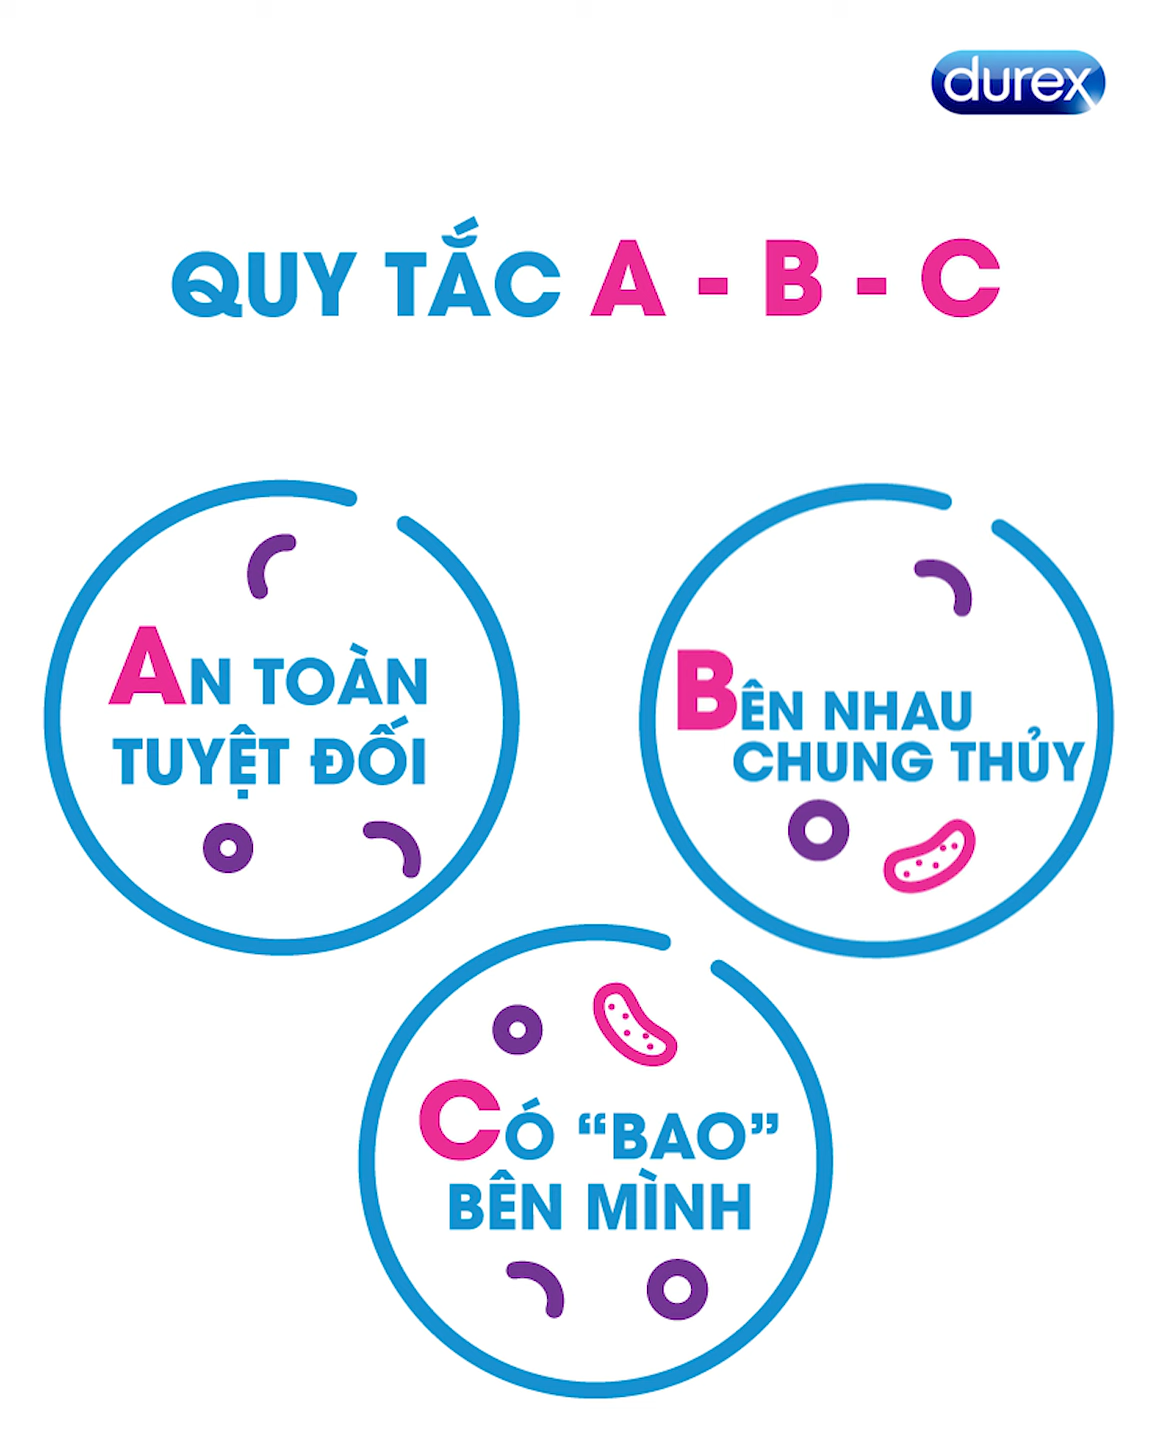 durex
QUY TẮC A - B - C
AN TOÀN
TUYỆT ĐỐI
BÊN NHAU
CHUNG THỦY
CÓ “BAO”
BÊN MÌNH